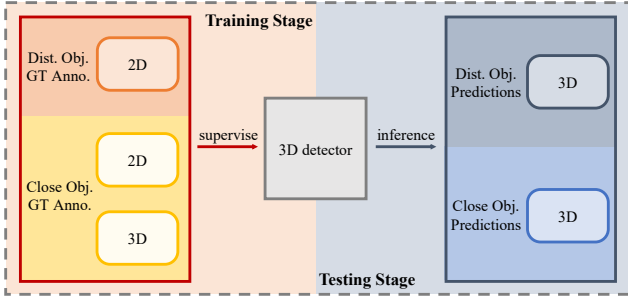 Training Stage
Dist. Obj.
GT Anno.
2D
Close Obj.
GT Anno.
2D
3D
supervise
3D detector
inference
Dist. Obj.
Predictions
3D
Close Obj.
Predictions
3D
Testing Stage